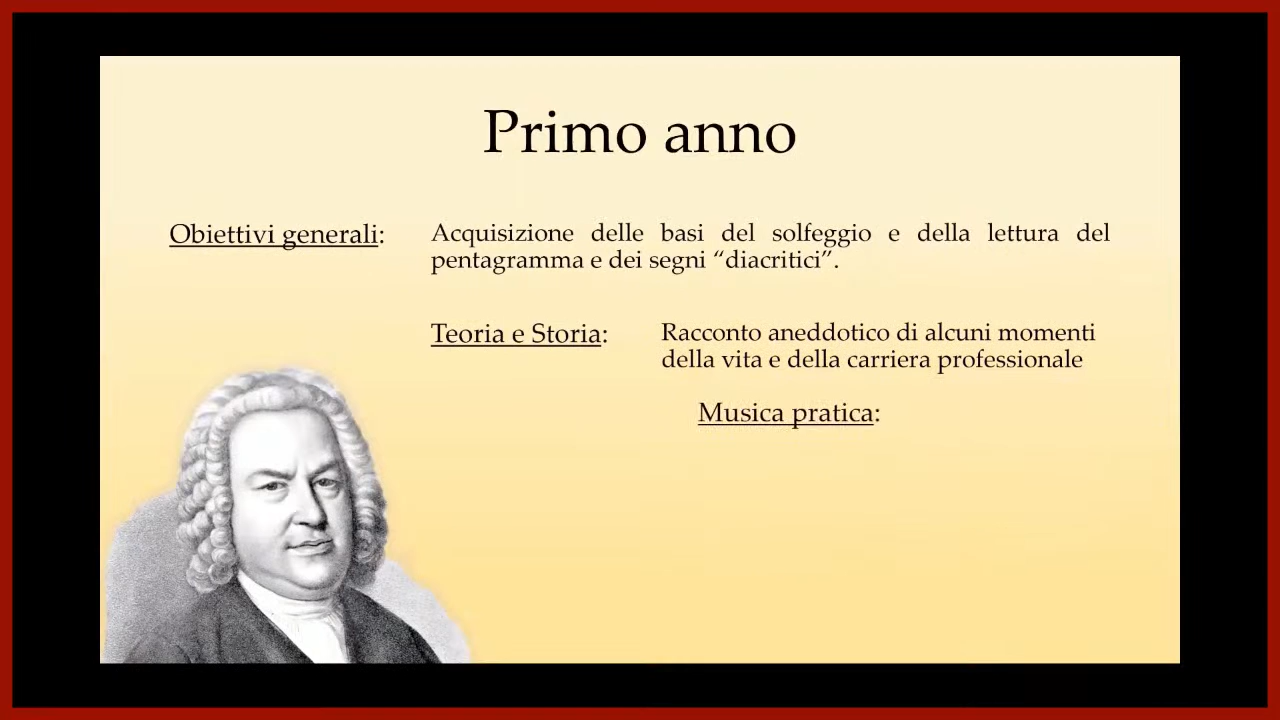 Primo anno
Obiettivi generali:
Acquisizione delle basi del solfeggio e della lettura del
pentagramma e dei segni “diacritici”.
Teoria e Storia:
Racconto aneddotico di alcuni momenti
della vita e della carriera professionale
Musica pratica: